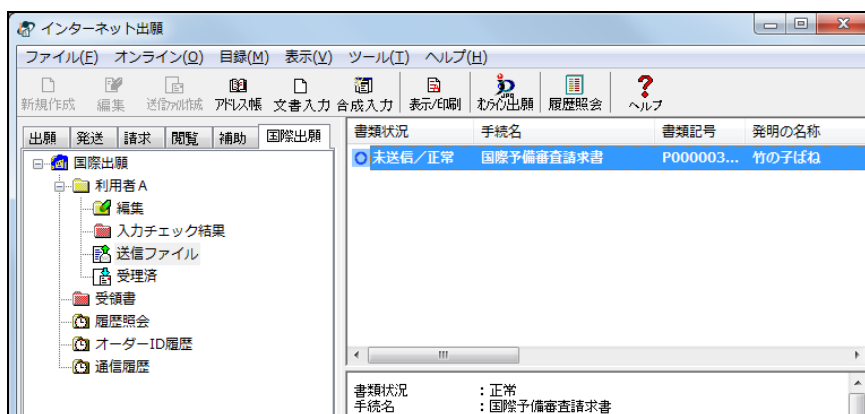 インターネット出願
ファイル(F) オンライン(O) 目録(M) 表示(V) ツール(T) ヘルプ(H)
新規作成 編集 送信ファイル作成 アドレス帳 文書入力 合成入力 表示/印刷 オンライン出願 履歴照会 ヘルプ
出願 発送 請求 閲覧 補助 国際出願
国際出願
利用者A
編集
入力チェック結果
送信ファイル
受理済
受領書
履歴照会
オーダーID履歴
通信履歴
書類状況 手続名 書類記号 発明の名称
未送信/正常 国際予備審査請求書 P000003... 竹の子ばね
書類状況 :正常
手続名 :国際予備審査請求書